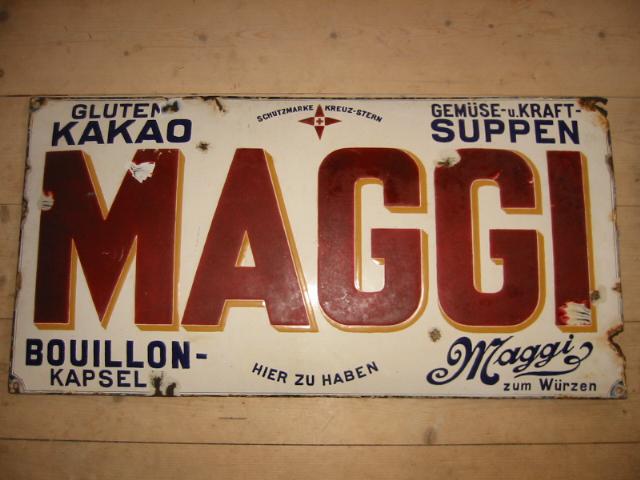 GLUTEN
KAKAO
SCHUTZMARKE KREUZ-STERN
GEMÜSE-u.KRAFT-
SUPPEN
MAGGI
BOUILLON-
KAPSEL
HIER ZU HABEN
Maggi
zum Würzen